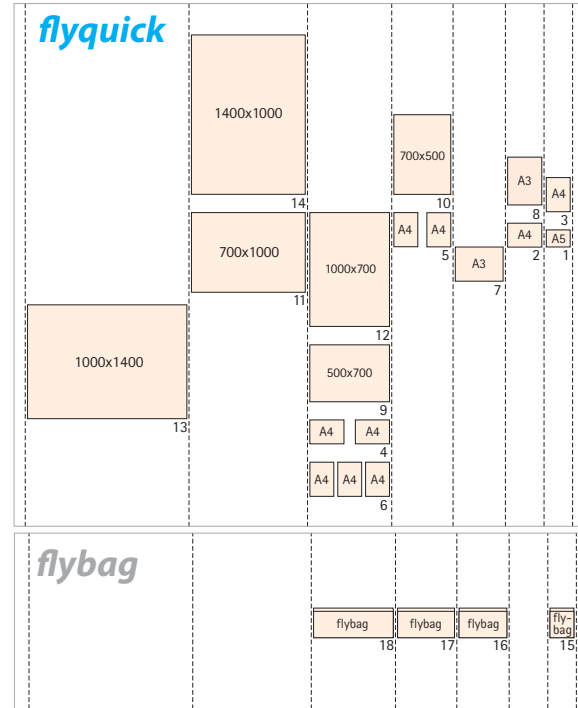 flyquick
1400x1000
14
700x500
10
A3
8
A4
3
700x1000
11
1000x700
12
A4 A4
5
A3
7
A4
2
A5
1
1000x1400
13
500x700
9
A4 A4
4
A4 A4 A4
6
flybag
flybag
18
flybag
17
flybag
16
fly-
bag
15